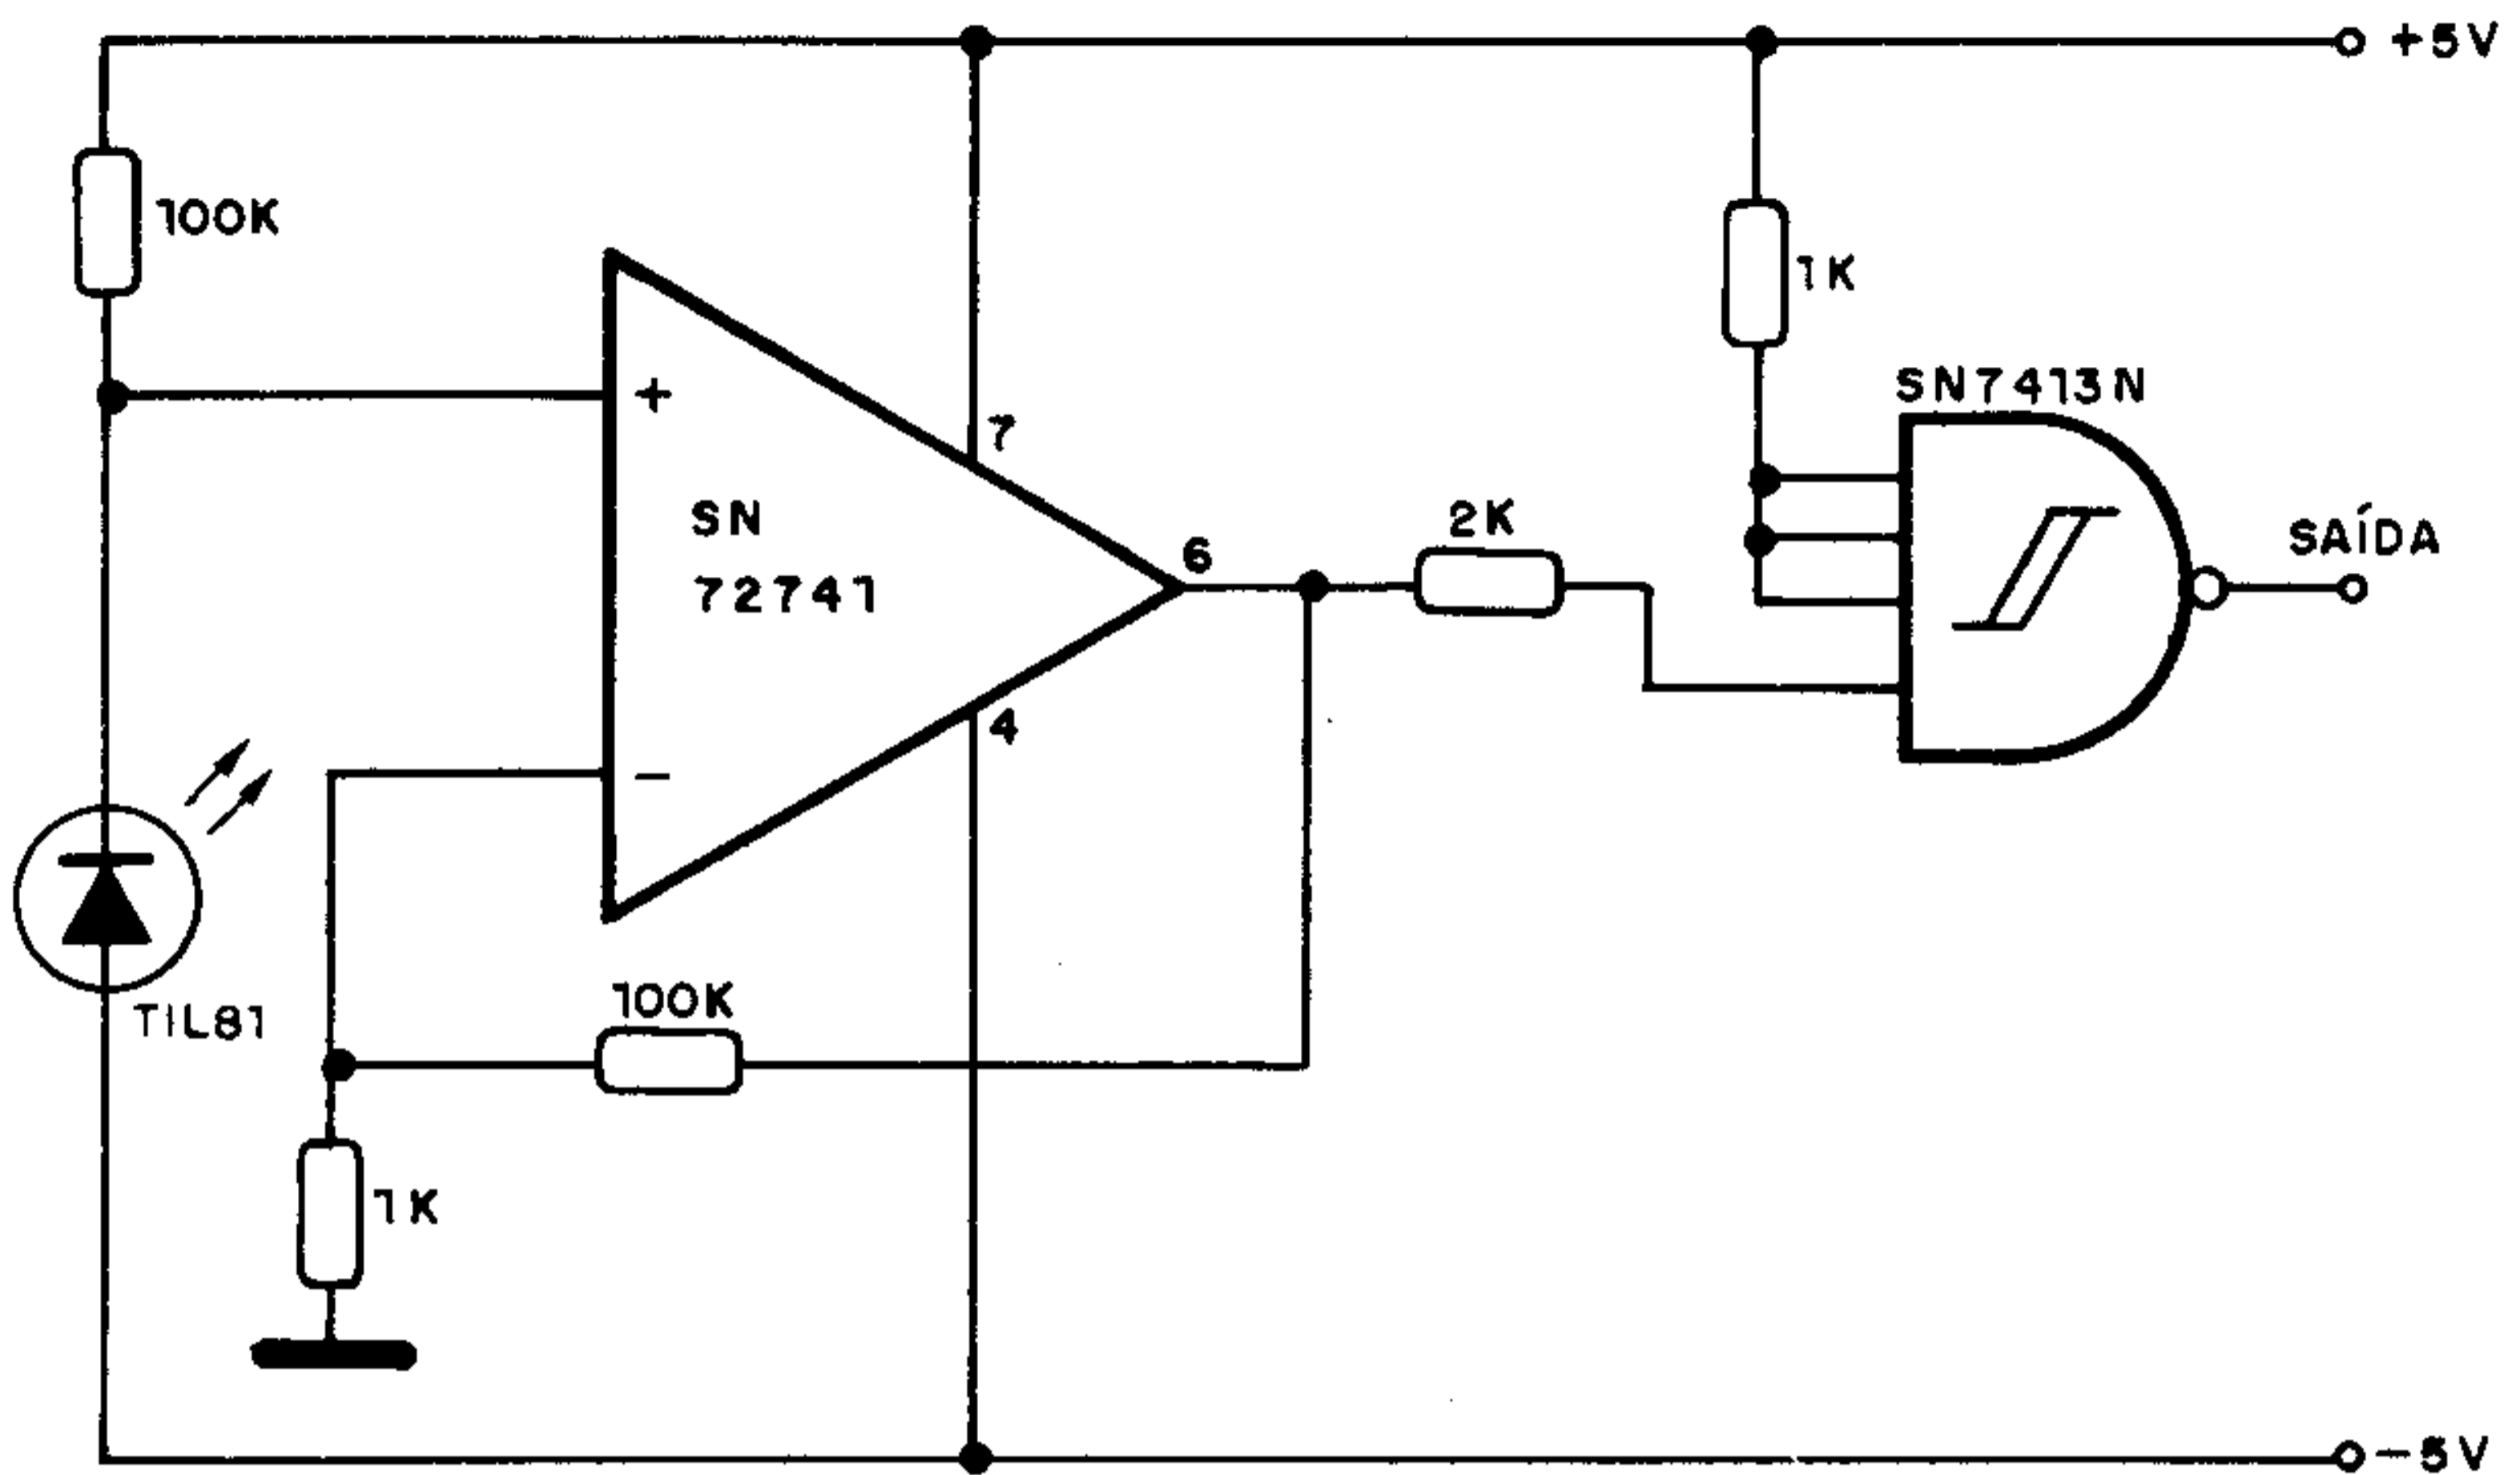 +5V
100K
1K
SN7413N
+
7
SN
72741
6
2K
SAÍDA
4
−
TIL81
100K
1K
−5V